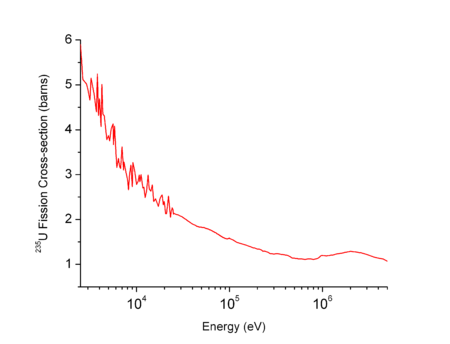 6
5
4
3
2
1
²³⁵U Fission Cross-section (barns)
10⁴ 10⁵ 10⁶
Energy (eV)